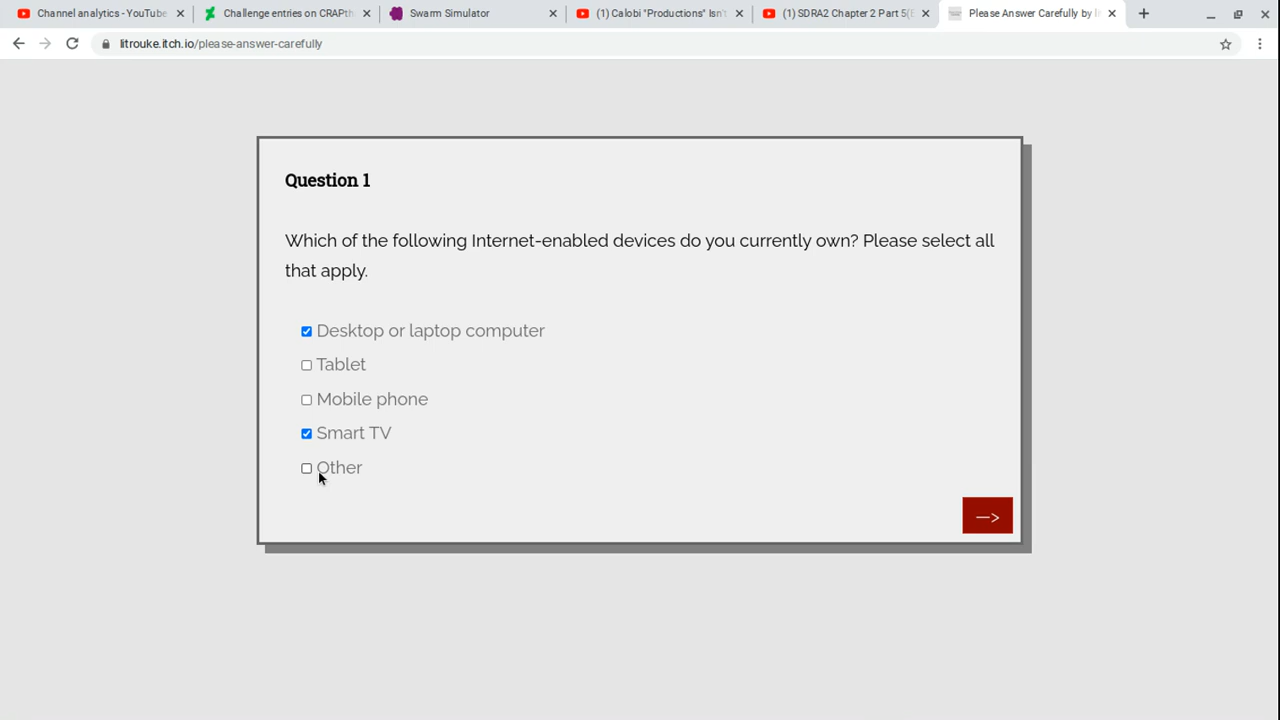 Channel analytics - YouTube
Challenge entries on CRAPth
Swarm Simulator
(1) Calobi "Productions" Isn'
(1) SDRA2 Chapter 2 Part 5(
Please Answer Carefully by l
litrouke.itch.io/please-answer-carefully
Question 1
Which of the following Internet-enabled devices do you currently own? Please select all
that apply.
Desktop or laptop computer
Tablet
Mobile phone
Smart TV
Other
—>